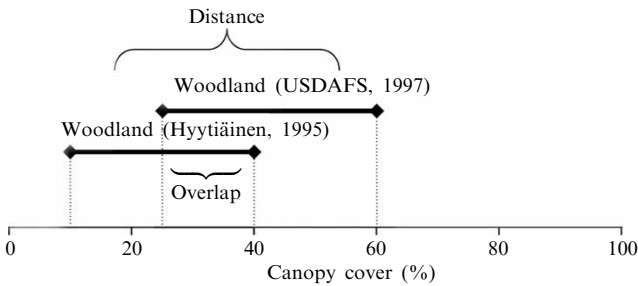 Distance
Woodland (USDAFS, 1997)
Woodland (Hyytiäinen, 1995)
Overlap
0 20 40 60 80 100
Canopy cover (%)